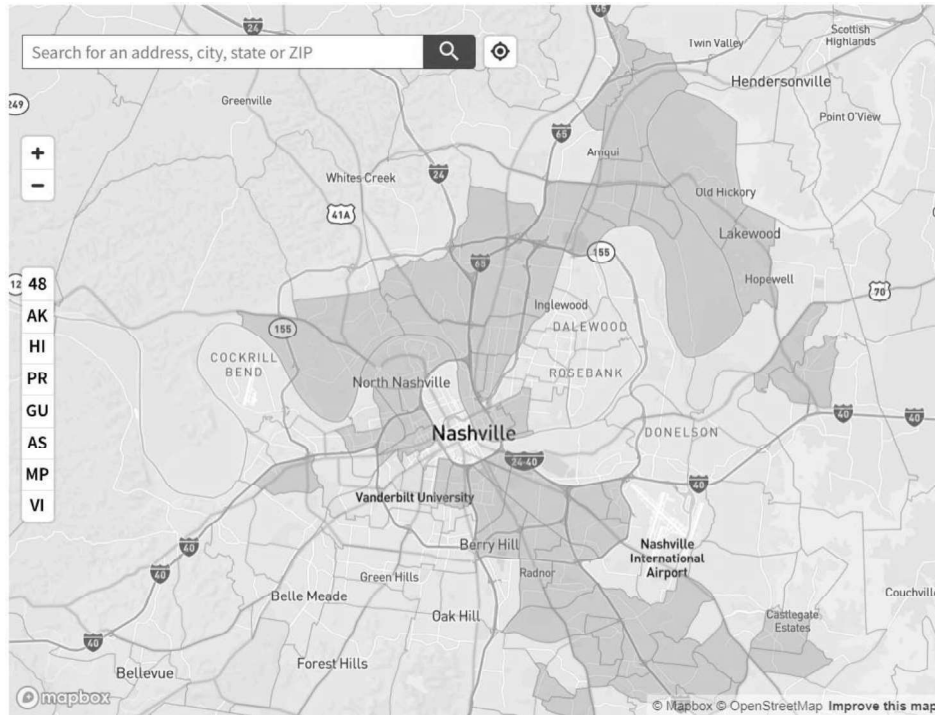 65
24
Search for an address, city, state or ZIP
Twin Valley
Scottish
Highlands
Hendersonville
249
Greenville
Point O'View
65
+
−
Amqui
Whites Creek
24
Old Hickory
41A
Lakewood
155
65
Hopewell
12
48
70
AK
Inglewood
DALEWOOD
155
HI
COCKRILL
BEND
PR
North Nashville
ROSEBANK
GU
40
40
AS
Nashville
DONELSON
24-40
MP
40
VI
Vanderbilt University
40
Berry Hill
Nashville
International
Airport
40
Green Hills
Radnor
Belle Meade
Couchville
Oak Hill
Castlegate
Estates
40
Forest Hills
Bellevue
mapbox
© Mapbox © OpenStreetMap Improve this map